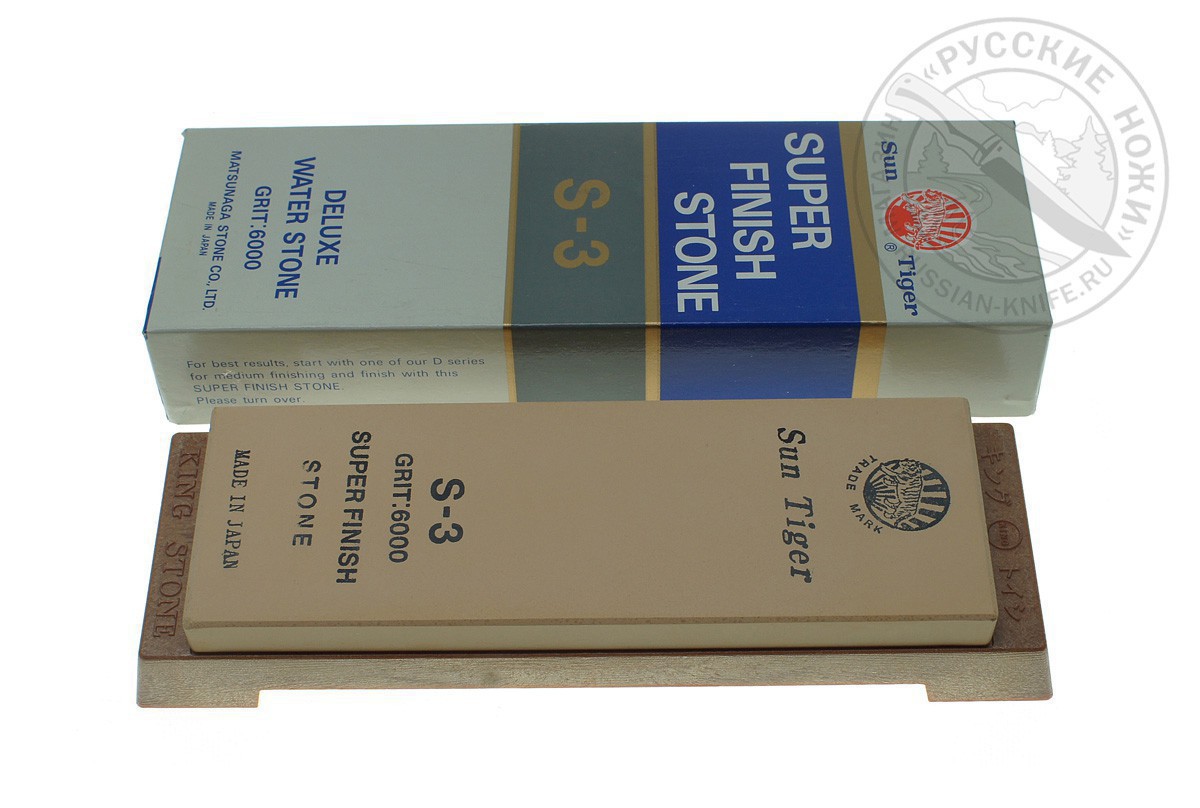 Sun Tiger
®
SUPER
FINISH
STONE
S-3
DELUXE
WATER STONE
GRIT:6000
MATSUNAGA STONE CO., LTD.
MADE IN JAPAN
For best results, start with one of our D series
for medium finishing and finish with this
SUPER FINISH STONE.
Please turn over.
TRADE MARK
Sun Tiger
S-3
GRIT:6000
SUPER FINISH
STONE
MADE IN JAPAN
KING STONE
キング
KING
トイシ
МАГАЗИН «РУССКИЕ НОЖИ»
RUSSIAN-KNIFE.RU